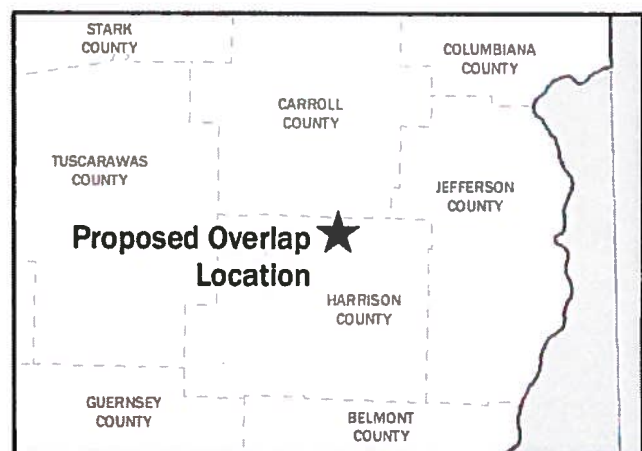 STARK
COUNTY
COLUMBIANA
COUNTY
CARROLL
COUNTY
TUSCARAWAS
COUNTY
JEFFERSON
COUNTY
Proposed Overlap
Location
HARRISON
COUNTY
GUERNSEY
COUNTY
BELMONT
COUNTY